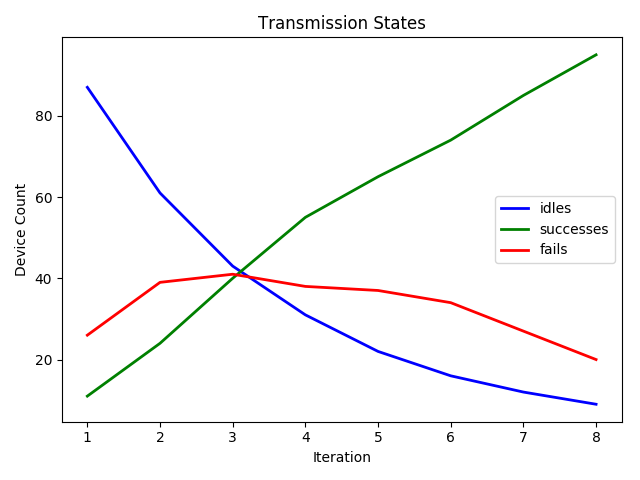 Transmission States
Device Count
80
60
40
20
idles
successes
fails
1 2 3 4 5 6 7 8
Iteration